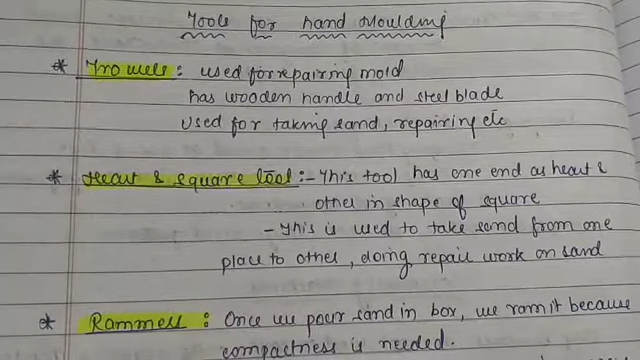 Tools for hand moulding
* Trowels: used for repairing mold
has wooden handle and steel blade
used for taking sand, repairing etc
* Heart & square tool:- This tool has one end as heart &
other in shape of square
- This is used to take sand from one
place to other, doing repair work on sand
* Rammers: Once we pour sand in box, we ram it because
compactness is needed.